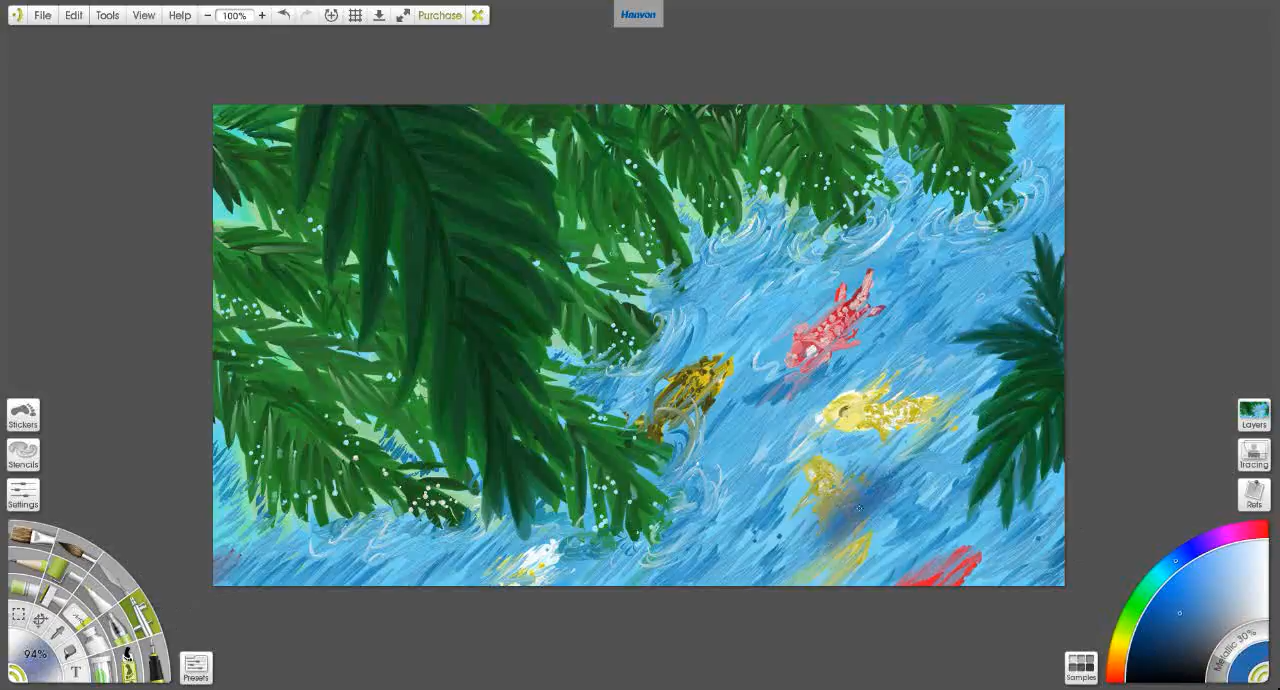 File Edit Tools View Help − 100% + Purchase
Hanvon
Stickers
Stencils
Settings
94%
T
Presets
Layers
Tracing
Refs
Metallic 30%
Samples